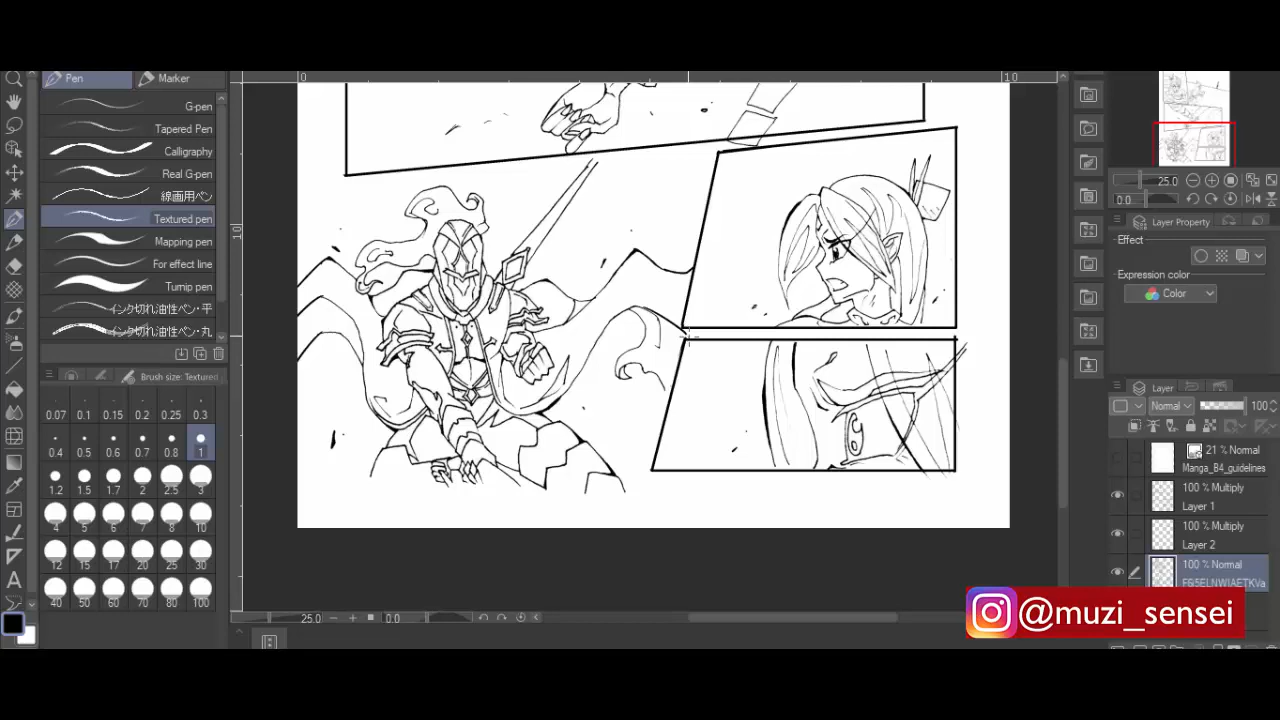 Pen
Marker
G-pen
Tapered Pen
Calligraphy
Real G-pen
線画用ペン
Textured pen
Mapping pen
For effect line
Turnip pen
インク切れ油性ペン・平
インク切れ油性ペン・丸
Brush size: Textured
0.07 0.1 0.15 0.2 0.25 0.3
0.4 0.5 0.6 0.7 0.8 1
1.2 1.5 1.7 2 2.5 3
4 5 6 7 8 10
12 15 17 20 25 30
40 50 60 70 80 100
0
10
10
25.0
0.0
25.0
0.0
Layer Property
Effect
Expression color
Color
Layer
Normal
100
21 % Normal
Manga_B4_guidelines
100 % Multiply
Layer 1
100 % Multiply
Layer 2
100 % Normal
@muzi_sensei